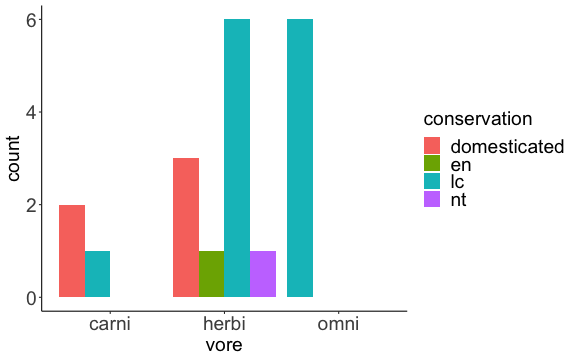 6
4
2
0
count
carni herbi omni
vore
conservation
domesticated
en
lc
nt